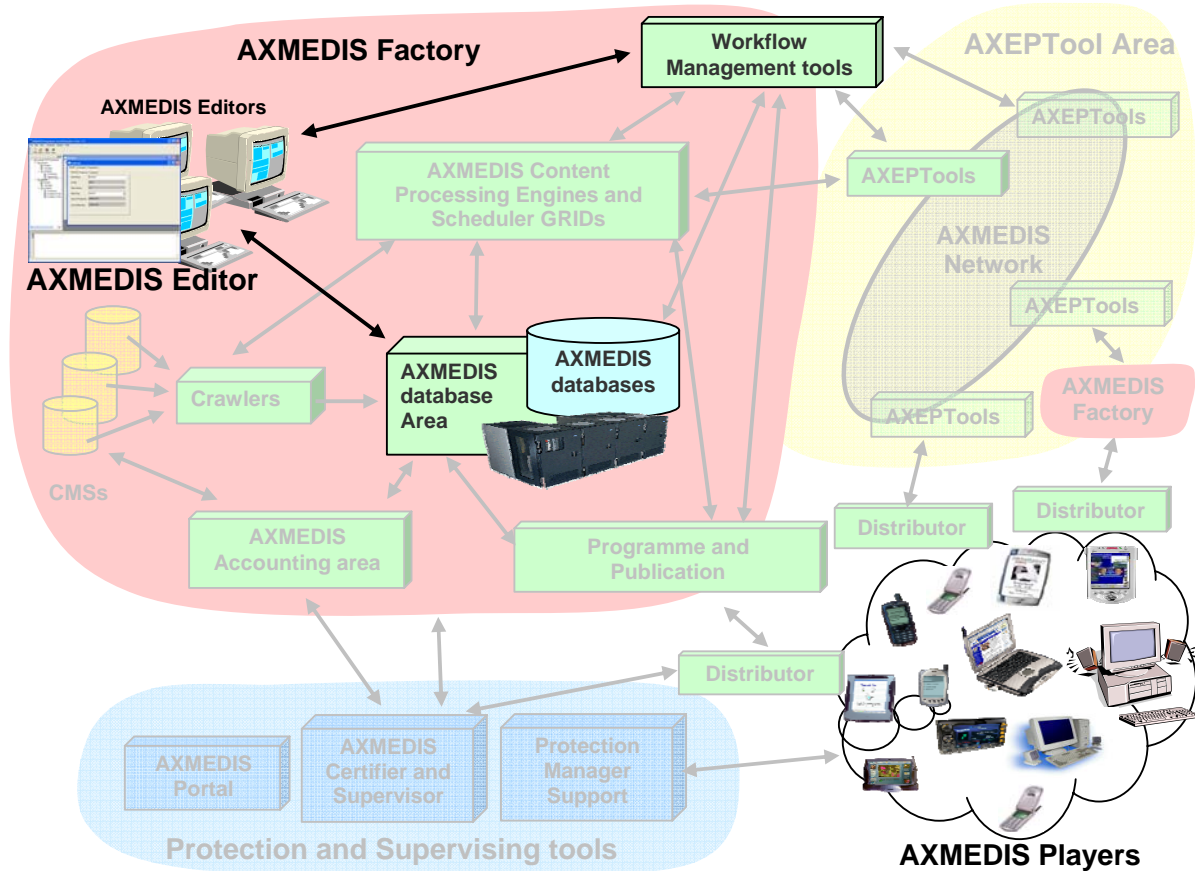 AXMEDIS Factory
Workflow
Management tools
AXEPTool Area
AXMEDIS Editors
AXEPTools
AXMEDIS Content
Processing Engines and
Scheduler GRIDs
AXEPTools
AXMEDIS
Network
AXMEDIS Editor
AXEPTools
AXMEDIS
database
Area
AXMEDIS
databases
Crawlers
AXMEDIS
Factory
AXEPTools
CMSs
Distributor
Distributor
AXMEDIS
Accounting area
Programme and
Publication
Distributor
AXMEDIS
Portal
AXMEDIS
Certifier and
Supervisor
Protection
Manager
Support
Protection and Supervising tools
AXMEDIS Players